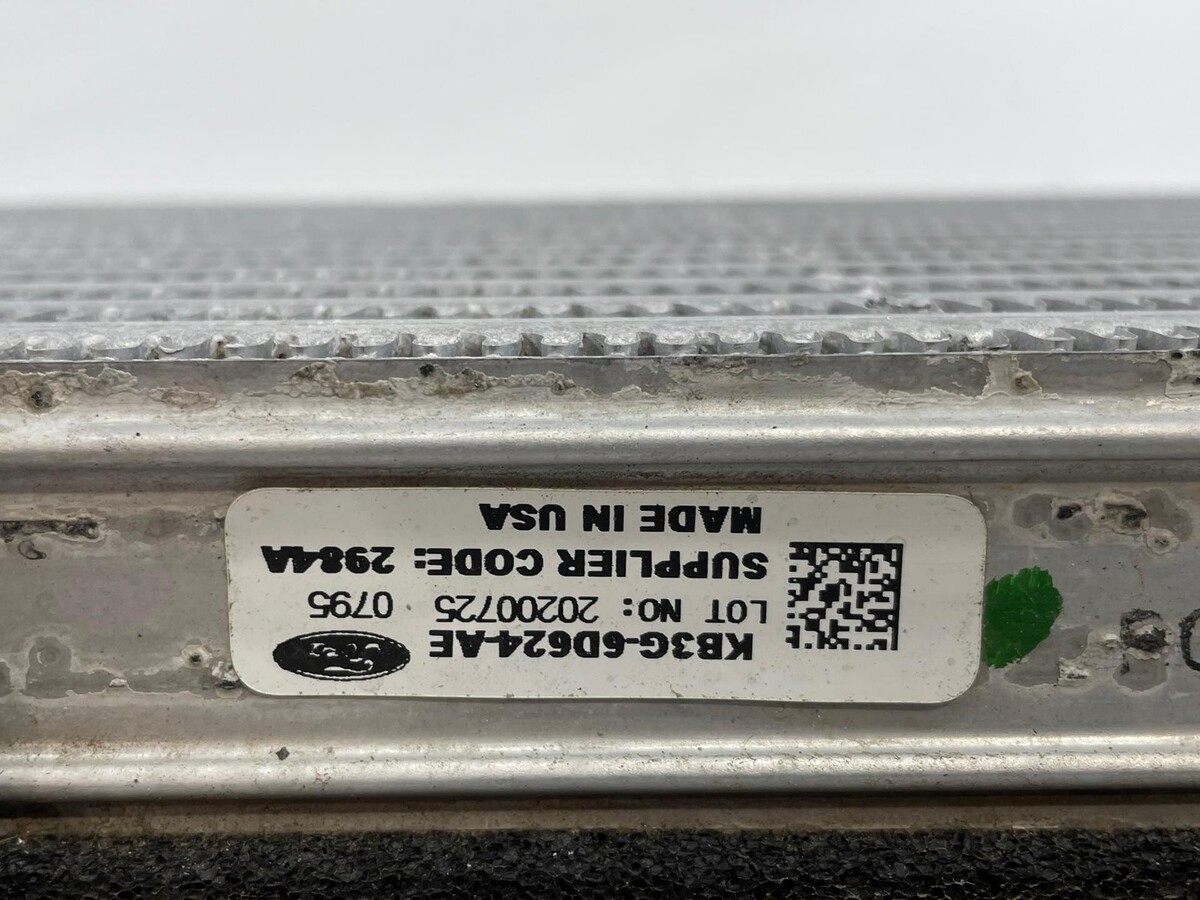 KB3G-6D624-AE
LOT NO: 20200725 0795
SUPPLIER CODE: 2984A
MADE IN USA